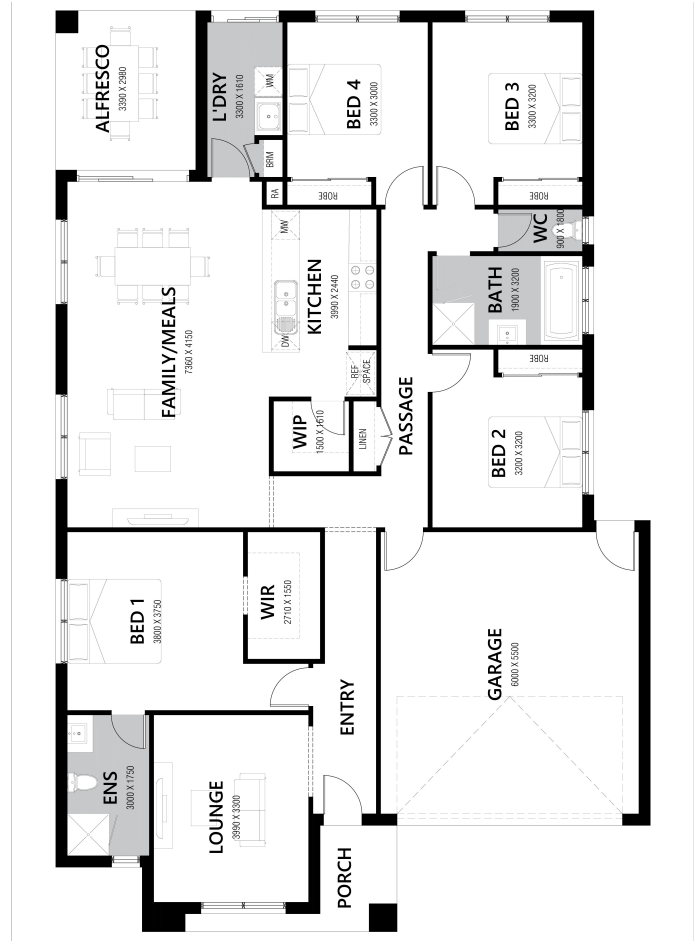 ALFRESCO
3390 X 2980
L'DRY
3300 X 1610
WM
BRM
BED 4
3300 X 3000
BED 3
3300 X 3200
RA
ROBE
ROBE
WC
900 X 1800
MW
KITCHEN
3990 X 2440
DW
BATH
1900 X 3200
FAMILY/MEALS
7360 X 4150
REF
SPACE
ROBE
WIP
1500 X 1610
LINEN
PASSAGE
BED 2
3200 X 3200
BED 1
3800 X 3750
WIR
2710 X 1550
ENTRY
GARAGE
6000 X 5500
ENS
3000 X 1750
LOUNGE
3990 X 3300
PORCH